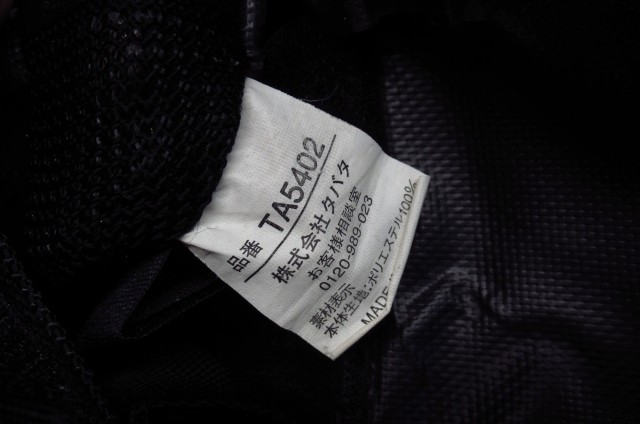 品番 TA5402
株式会社タバタ
お客様相談室
0120-989-023
素材表示
本体生地:ポリエステル100%
MADE